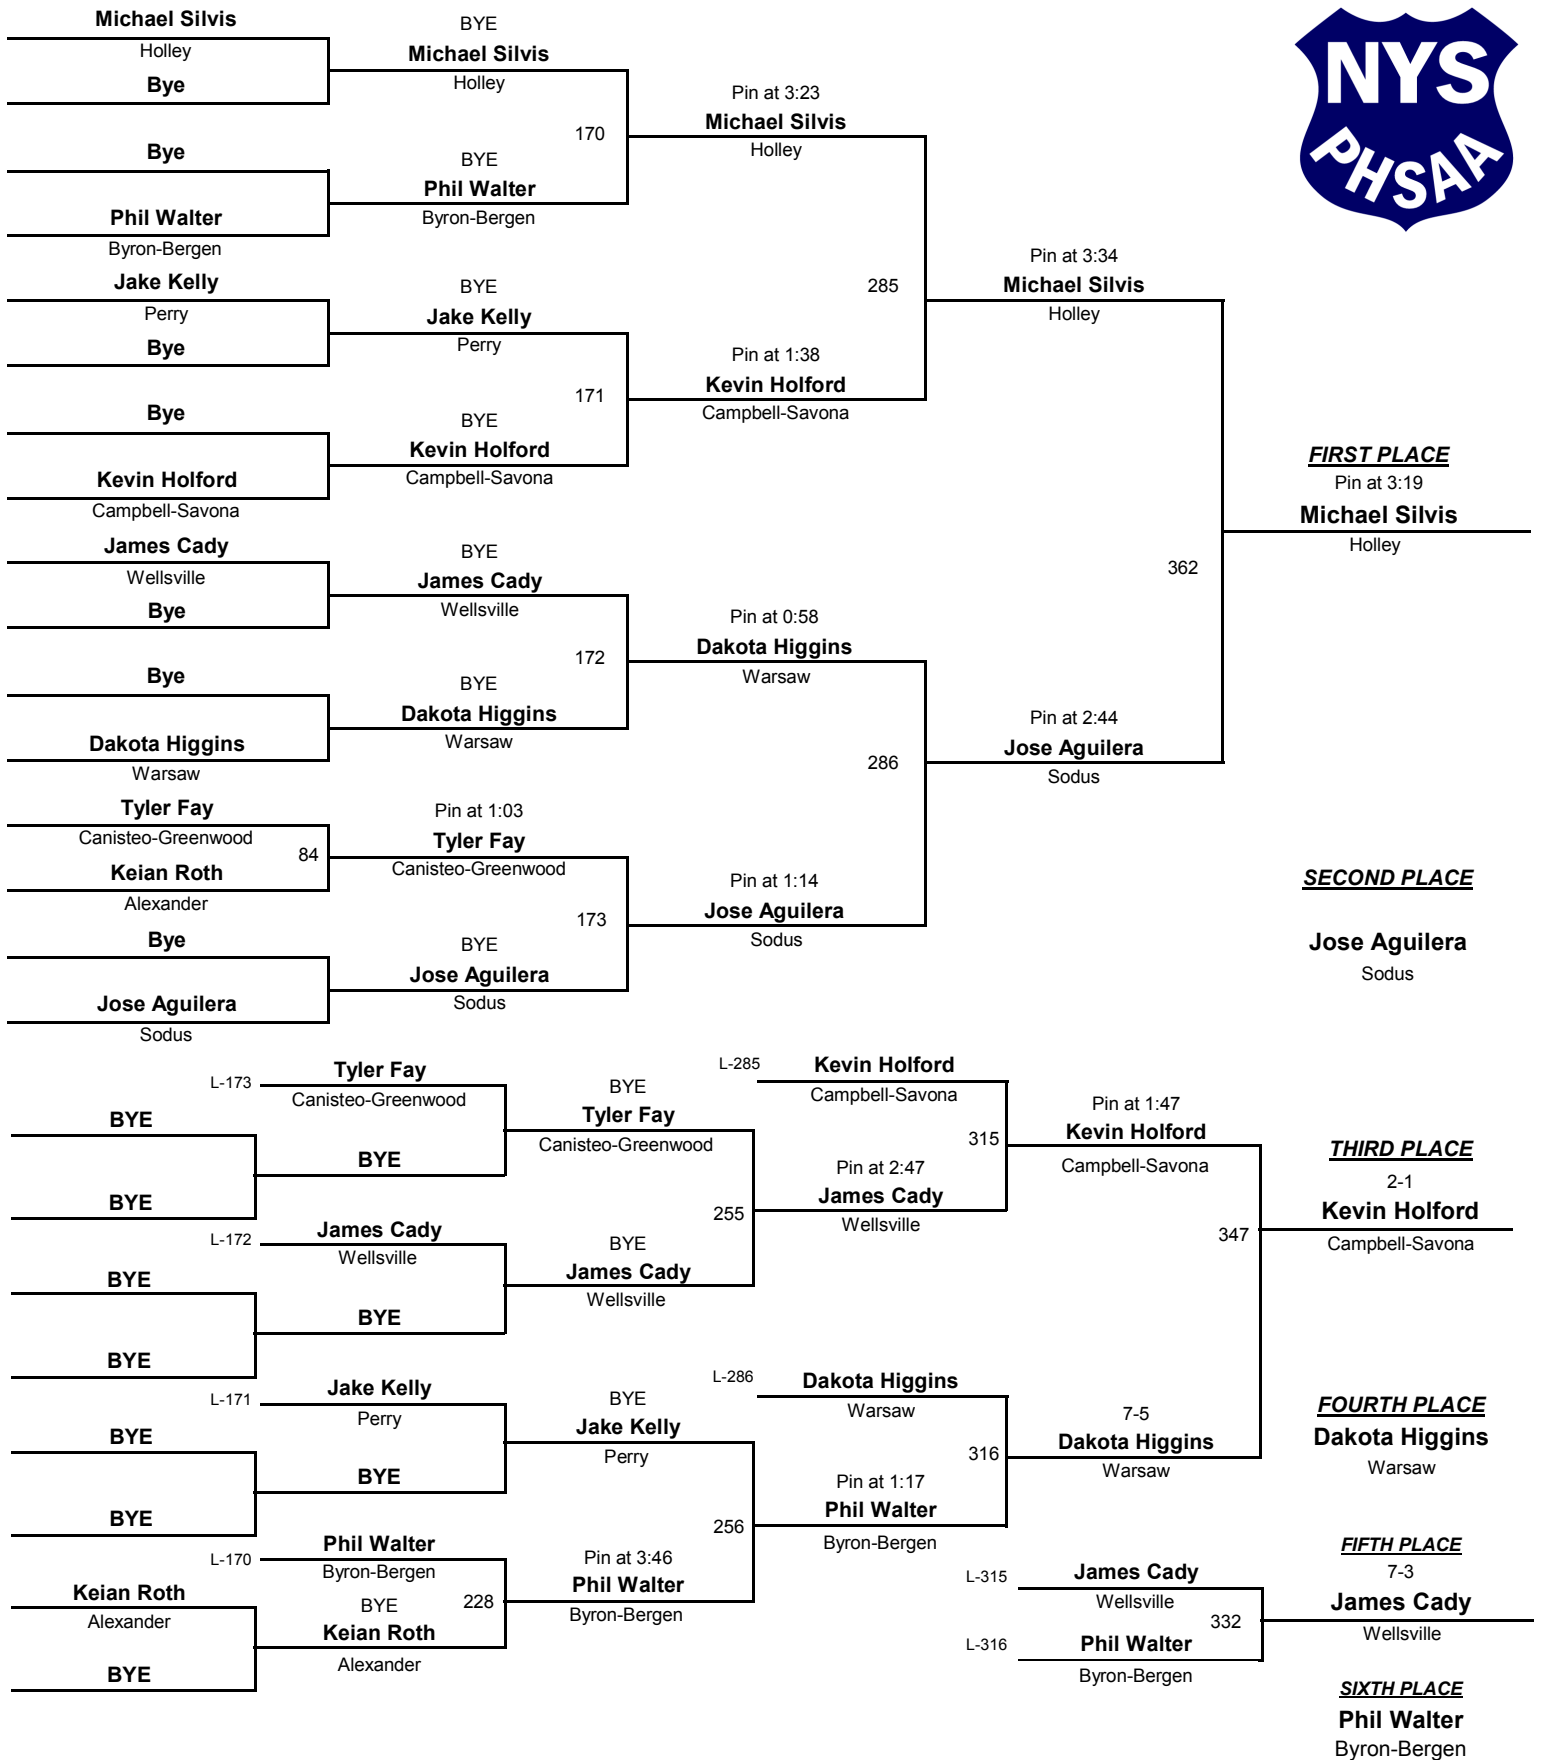 NYS
PHSAA
Michael Silvis
Holley
Bye
Bye
Phil Walter
Byron-Bergen
Jake Kelly
Perry
Bye
Bye
Kevin Holford
Campbell-Savona
James Cady
Wellsville
Bye
Bye
Dakota Higgins
Warsaw
Tyler Fay
Canisteo-Greenwood
84
Keian Roth
Alexander
Bye
Jose Aguilera
Sodus
BYE
Michael Silvis
Holley
170
BYE
Phil Walter
Byron-Bergen
BYE
Jake Kelly
Perry
171
BYE
Kevin Holford
Campbell-Savona
BYE
James Cady
Wellsville
172
BYE
Dakota Higgins
Warsaw
Pin at 1:03
Tyler Fay
Canisteo-Greenwood
173
BYE
Jose Aguilera
Sodus
Pin at 3:23
Michael Silvis
Holley
285
Pin at 1:38
Kevin Holford
Campbell-Savona
Pin at 0:58
Dakota Higgins
Warsaw
286
Pin at 1:14
Jose Aguilera
Sodus
Pin at 3:34
Michael Silvis
Holley
362
Pin at 2:44
Jose Aguilera
Sodus
FIRST PLACE
Pin at 3:19
Michael Silvis
Holley
SECOND PLACE
Jose Aguilera
Sodus
BYE
BYE
BYE
BYE
BYE
BYE
Keian Roth
Alexander
BYE
L-173
Tyler Fay
Canisteo-Greenwood
BYE
L-172
James Cady
Wellsville
BYE
L-171
Jake Kelly
Perry
BYE
L-170
Phil Walter
Byron-Bergen
228
BYE
Keian Roth
Alexander
BYE
Tyler Fay
Canisteo-Greenwood
255
BYE
James Cady
Wellsville
BYE
Jake Kelly
Perry
256
Pin at 3:46
Phil Walter
Byron-Bergen
L-285
Kevin Holford
Campbell-Savona
315
Pin at 2:47
James Cady
Wellsville
L-286
Dakota Higgins
Warsaw
316
Pin at 1:17
Phil Walter
Byron-Bergen
Pin at 1:47
Kevin Holford
Campbell-Savona
347
7-5
Dakota Higgins
Warsaw
THIRD PLACE
2-1
Kevin Holford
Campbell-Savona
FOURTH PLACE
Dakota Higgins
Warsaw
L-315
James Cady
Wellsville
332
L-316
Phil Walter
Byron-Bergen
FIFTH PLACE
7-3
James Cady
Wellsville
SIXTH PLACE
Phil Walter
Byron-Bergen